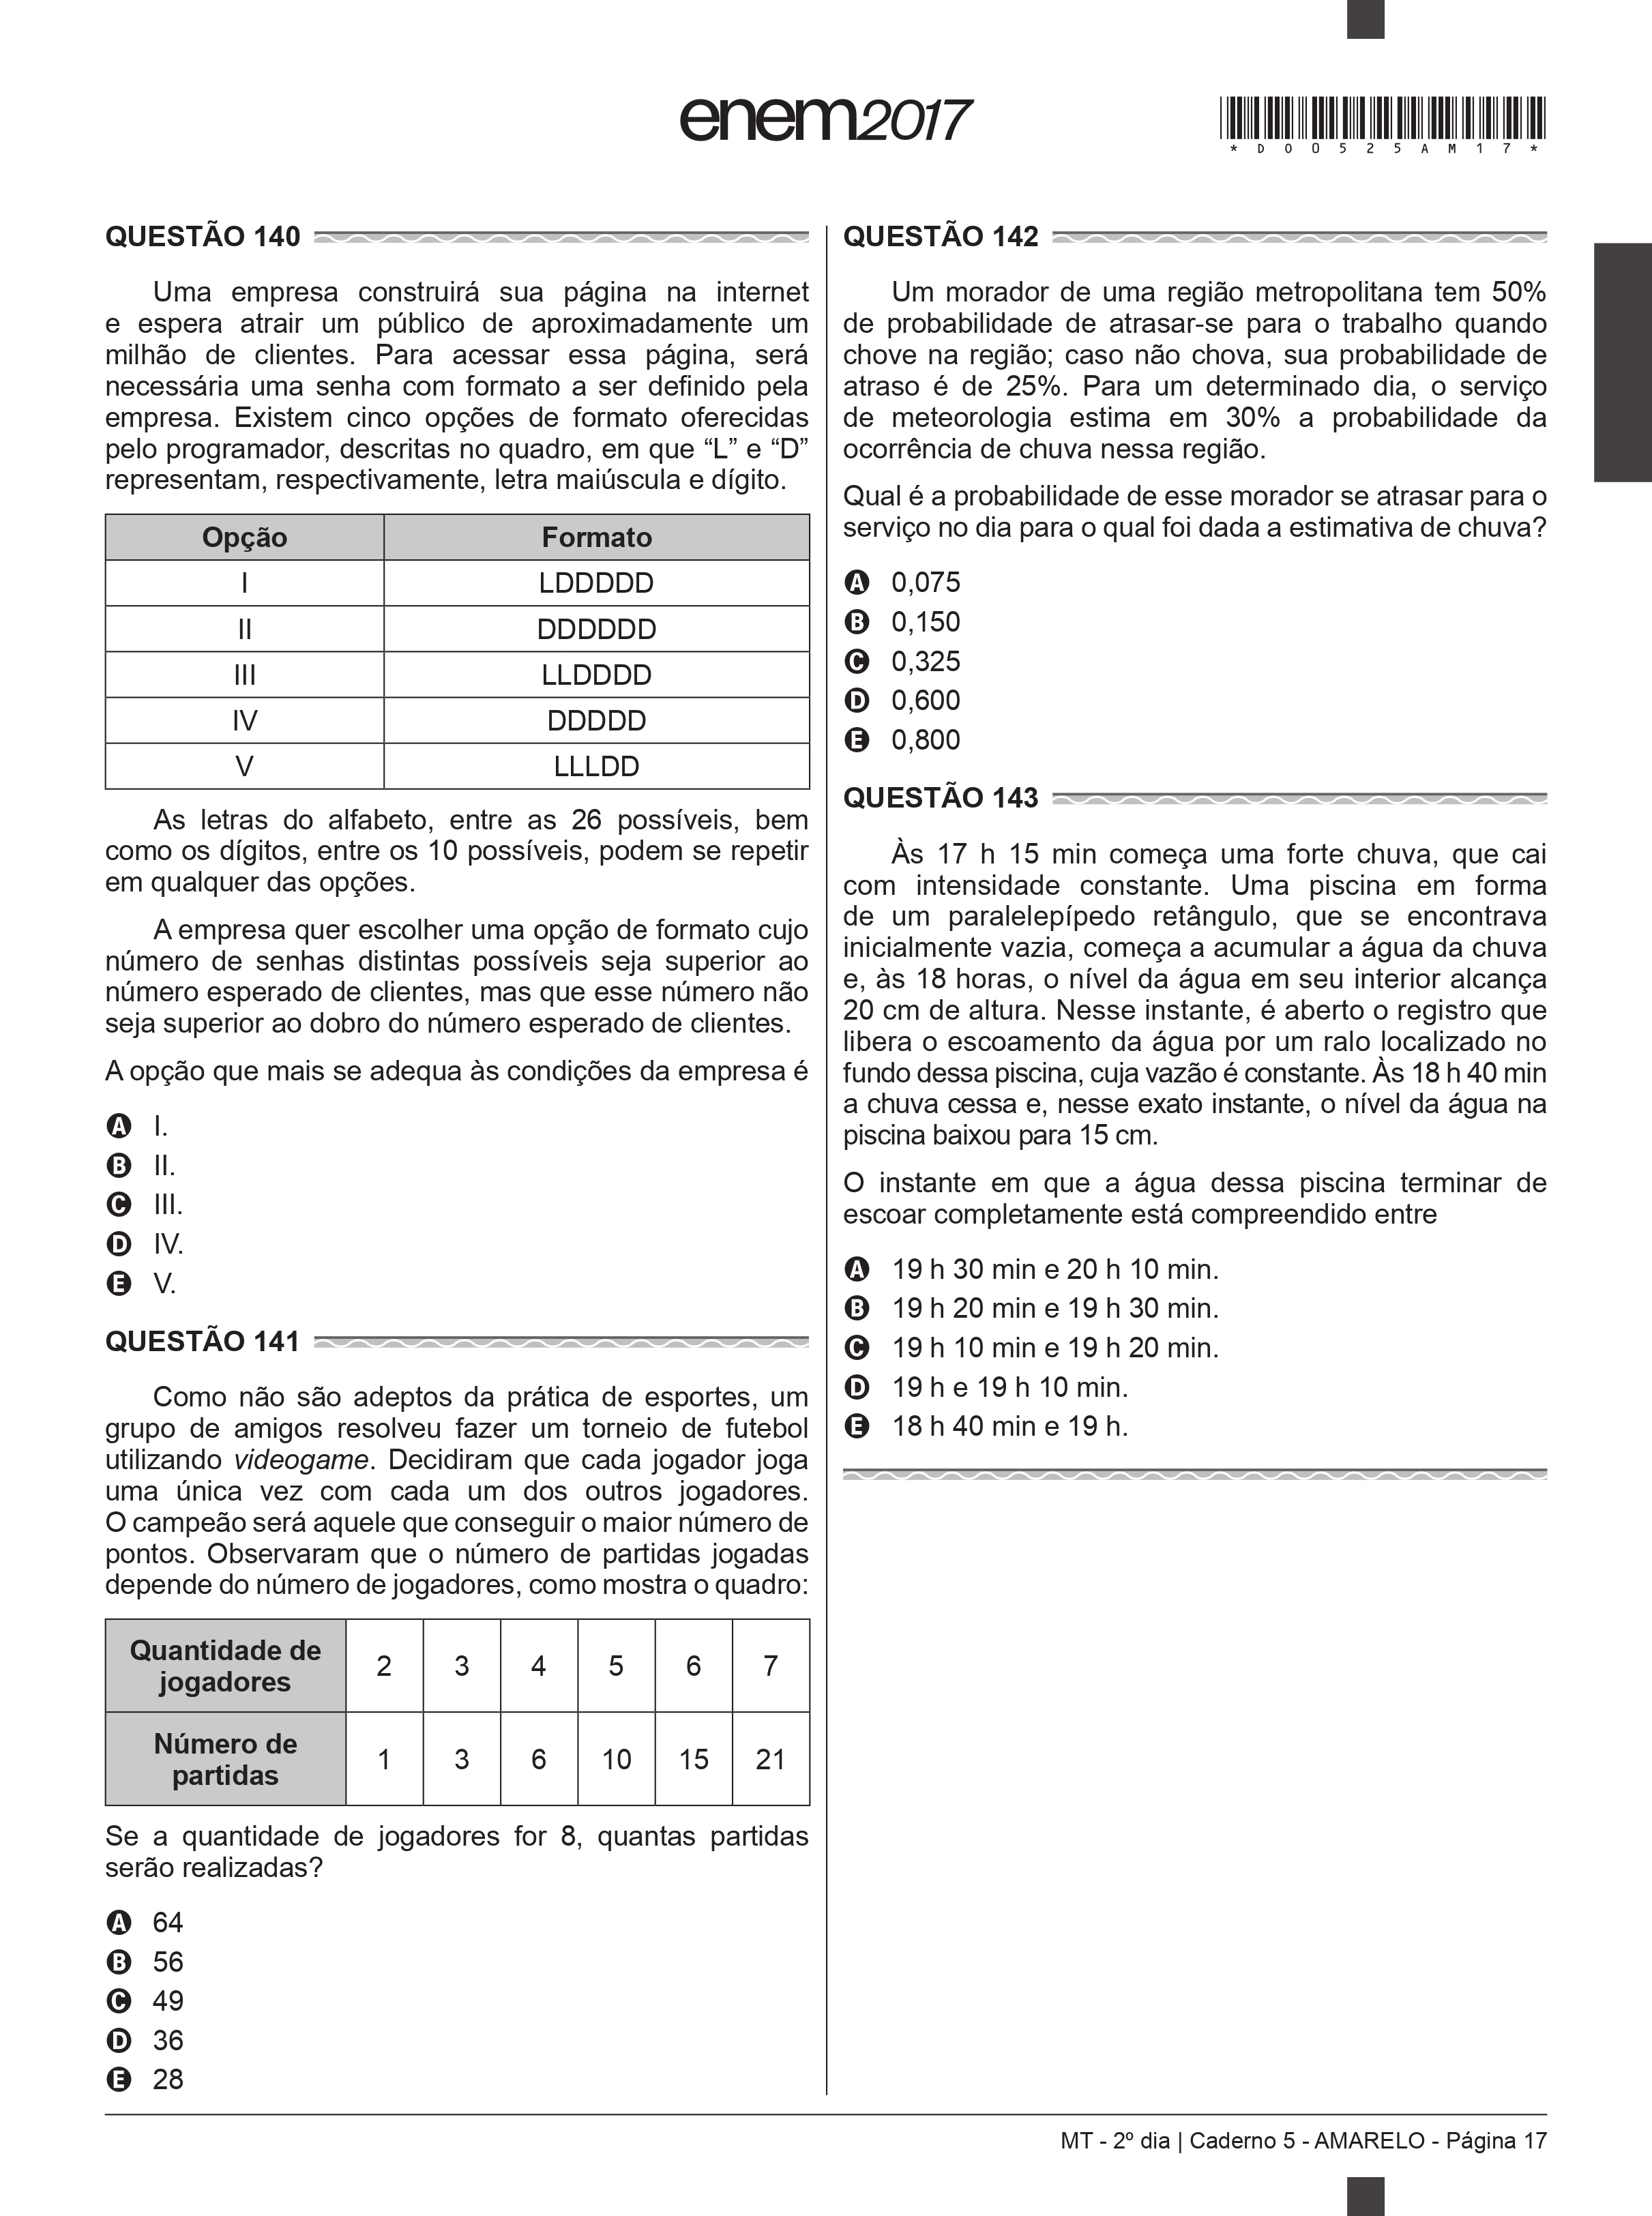 enem2017
* D O 0 5 2 5 A M 1 7 *
QUESTÃO 140
Uma empresa construirá sua página na internet
e espera atrair um público de aproximadamente um
milhão de clientes. Para acessar essa página, será
necessária uma senha com formato a ser definido pela
empresa. Existem cinco opções de formato oferecidas
pelo programador, descritas no quadro, em que “L” e “D”
representam, respectivamente, letra maiúscula e dígito.
Opção Formato
I LDDDDD
II DDDDDD
III LLDDDD
IV DDDDD
V LLLDD
As letras do alfabeto, entre as 26 possíveis, bem
como os dígitos, entre os 10 possíveis, podem se repetir
em qualquer das opções.
A empresa quer escolher uma opção de formato cujo
número de senhas distintas possíveis seja superior ao
número esperado de clientes, mas que esse número não
seja superior ao dobro do número esperado de clientes.
A opção que mais se adequa às condições da empresa é
A I.
B II.
C III.
D IV.
E V.
QUESTÃO 141
Como não são adeptos da prática de esportes, um
grupo de amigos resolveu fazer um torneio de futebol
utilizando videogame. Decidiram que cada jogador joga
uma única vez com cada um dos outros jogadores.
O campeão será aquele que conseguir o maior número de
pontos. Observaram que o número de partidas jogadas
depende do número de jogadores, como mostra o quadro:
Quantidade de
jogadores
2 3 4 5 6 7
Número de
partidas
1 3 6 10 15 21
Se a quantidade de jogadores for 8, quantas partidas
serão realizadas?
A 64
B 56
C 49
D 36
E 28
QUESTÃO 142
Um morador de uma região metropolitana tem 50%
de probabilidade de atrasar-se para o trabalho quando
chove na região; caso não chova, sua probabilidade de
atraso é de 25%. Para um determinado dia, o serviço
de meteorologia estima em 30% a probabilidade da
ocorrência de chuva nessa região.
Qual é a probabilidade de esse morador se atrasar para o
serviço no dia para o qual foi dada a estimativa de chuva?
A 0,075
B 0,150
C 0,325
D 0,600
E 0,800
QUESTÃO 143
Às 17 h 15 min começa uma forte chuva, que cai
com intensidade constante. Uma piscina em forma
de um paralelepípedo retângulo, que se encontrava
inicialmente vazia, começa a acumular a água da chuva
e, às 18 horas, o nível da água em seu interior alcança
20 cm de altura. Nesse instante, é aberto o registro que
libera o escoamento da água por um ralo localizado no
fundo dessa piscina, cuja vazão é constante. Às 18 h 40 min
a chuva cessa e, nesse exato instante, o nível da água na
piscina baixou para 15 cm.
O instante em que a água dessa piscina terminar de
escoar completamente está compreendido entre
A 19 h 30 min e 20 h 10 min.
B 19 h 20 min e 19 h 30 min.
C 19 h 10 min e 19 h 20 min.
D 19 h e 19 h 10 min.
E 18 h 40 min e 19 h.
MT - 2º dia | Caderno 5 - AMARELO - Página 17